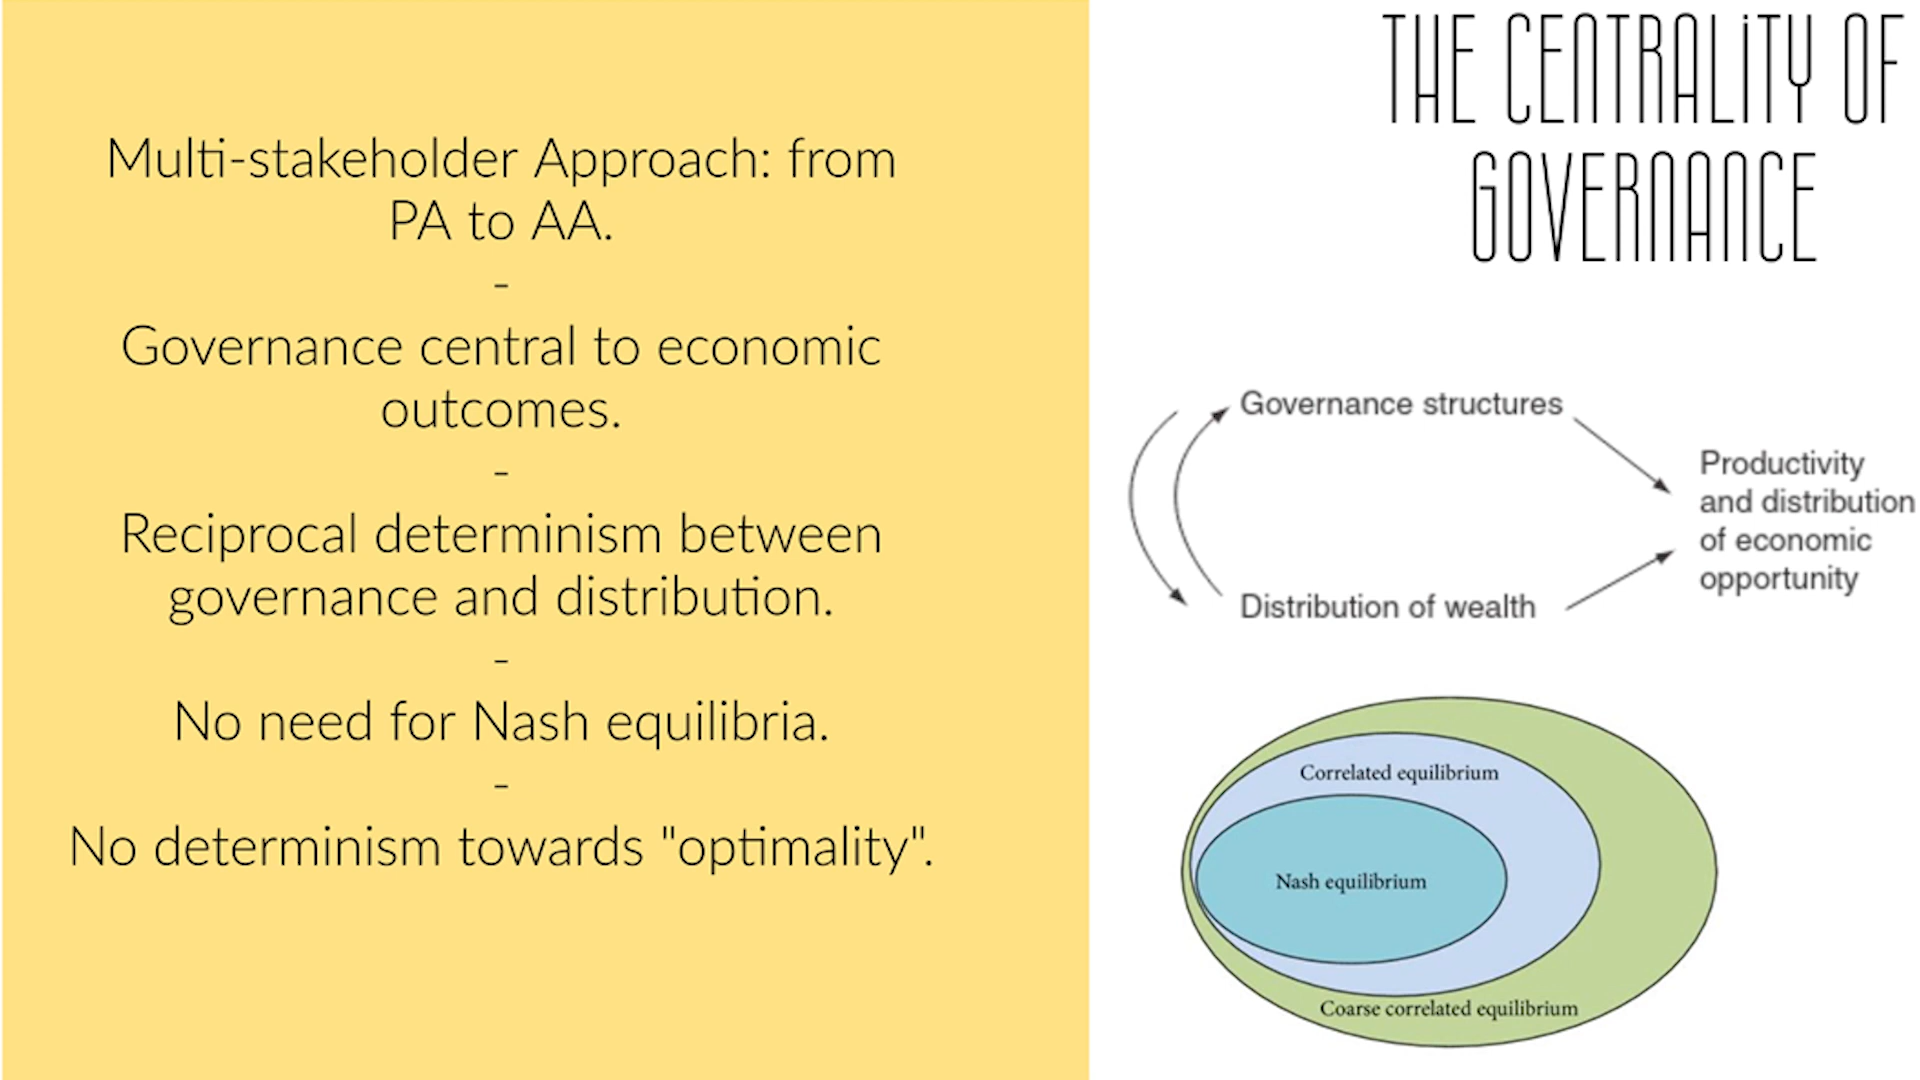 THE CENTRALiTY OF
GOVERNANCE
Multi-stakeholder Approach: from
PA to AA.
-
Governance central to economic
outcomes.
-
Reciprocal determinism between
governance and distribution.
-
No need for Nash equilibria.
-
No determinism towards "optimality".
Governance structures
Productivity
and distribution
of economic
opportunity
Distribution of wealth
Correlated equilibrium
Nash equilibrium
Coarse correlated equilibrium